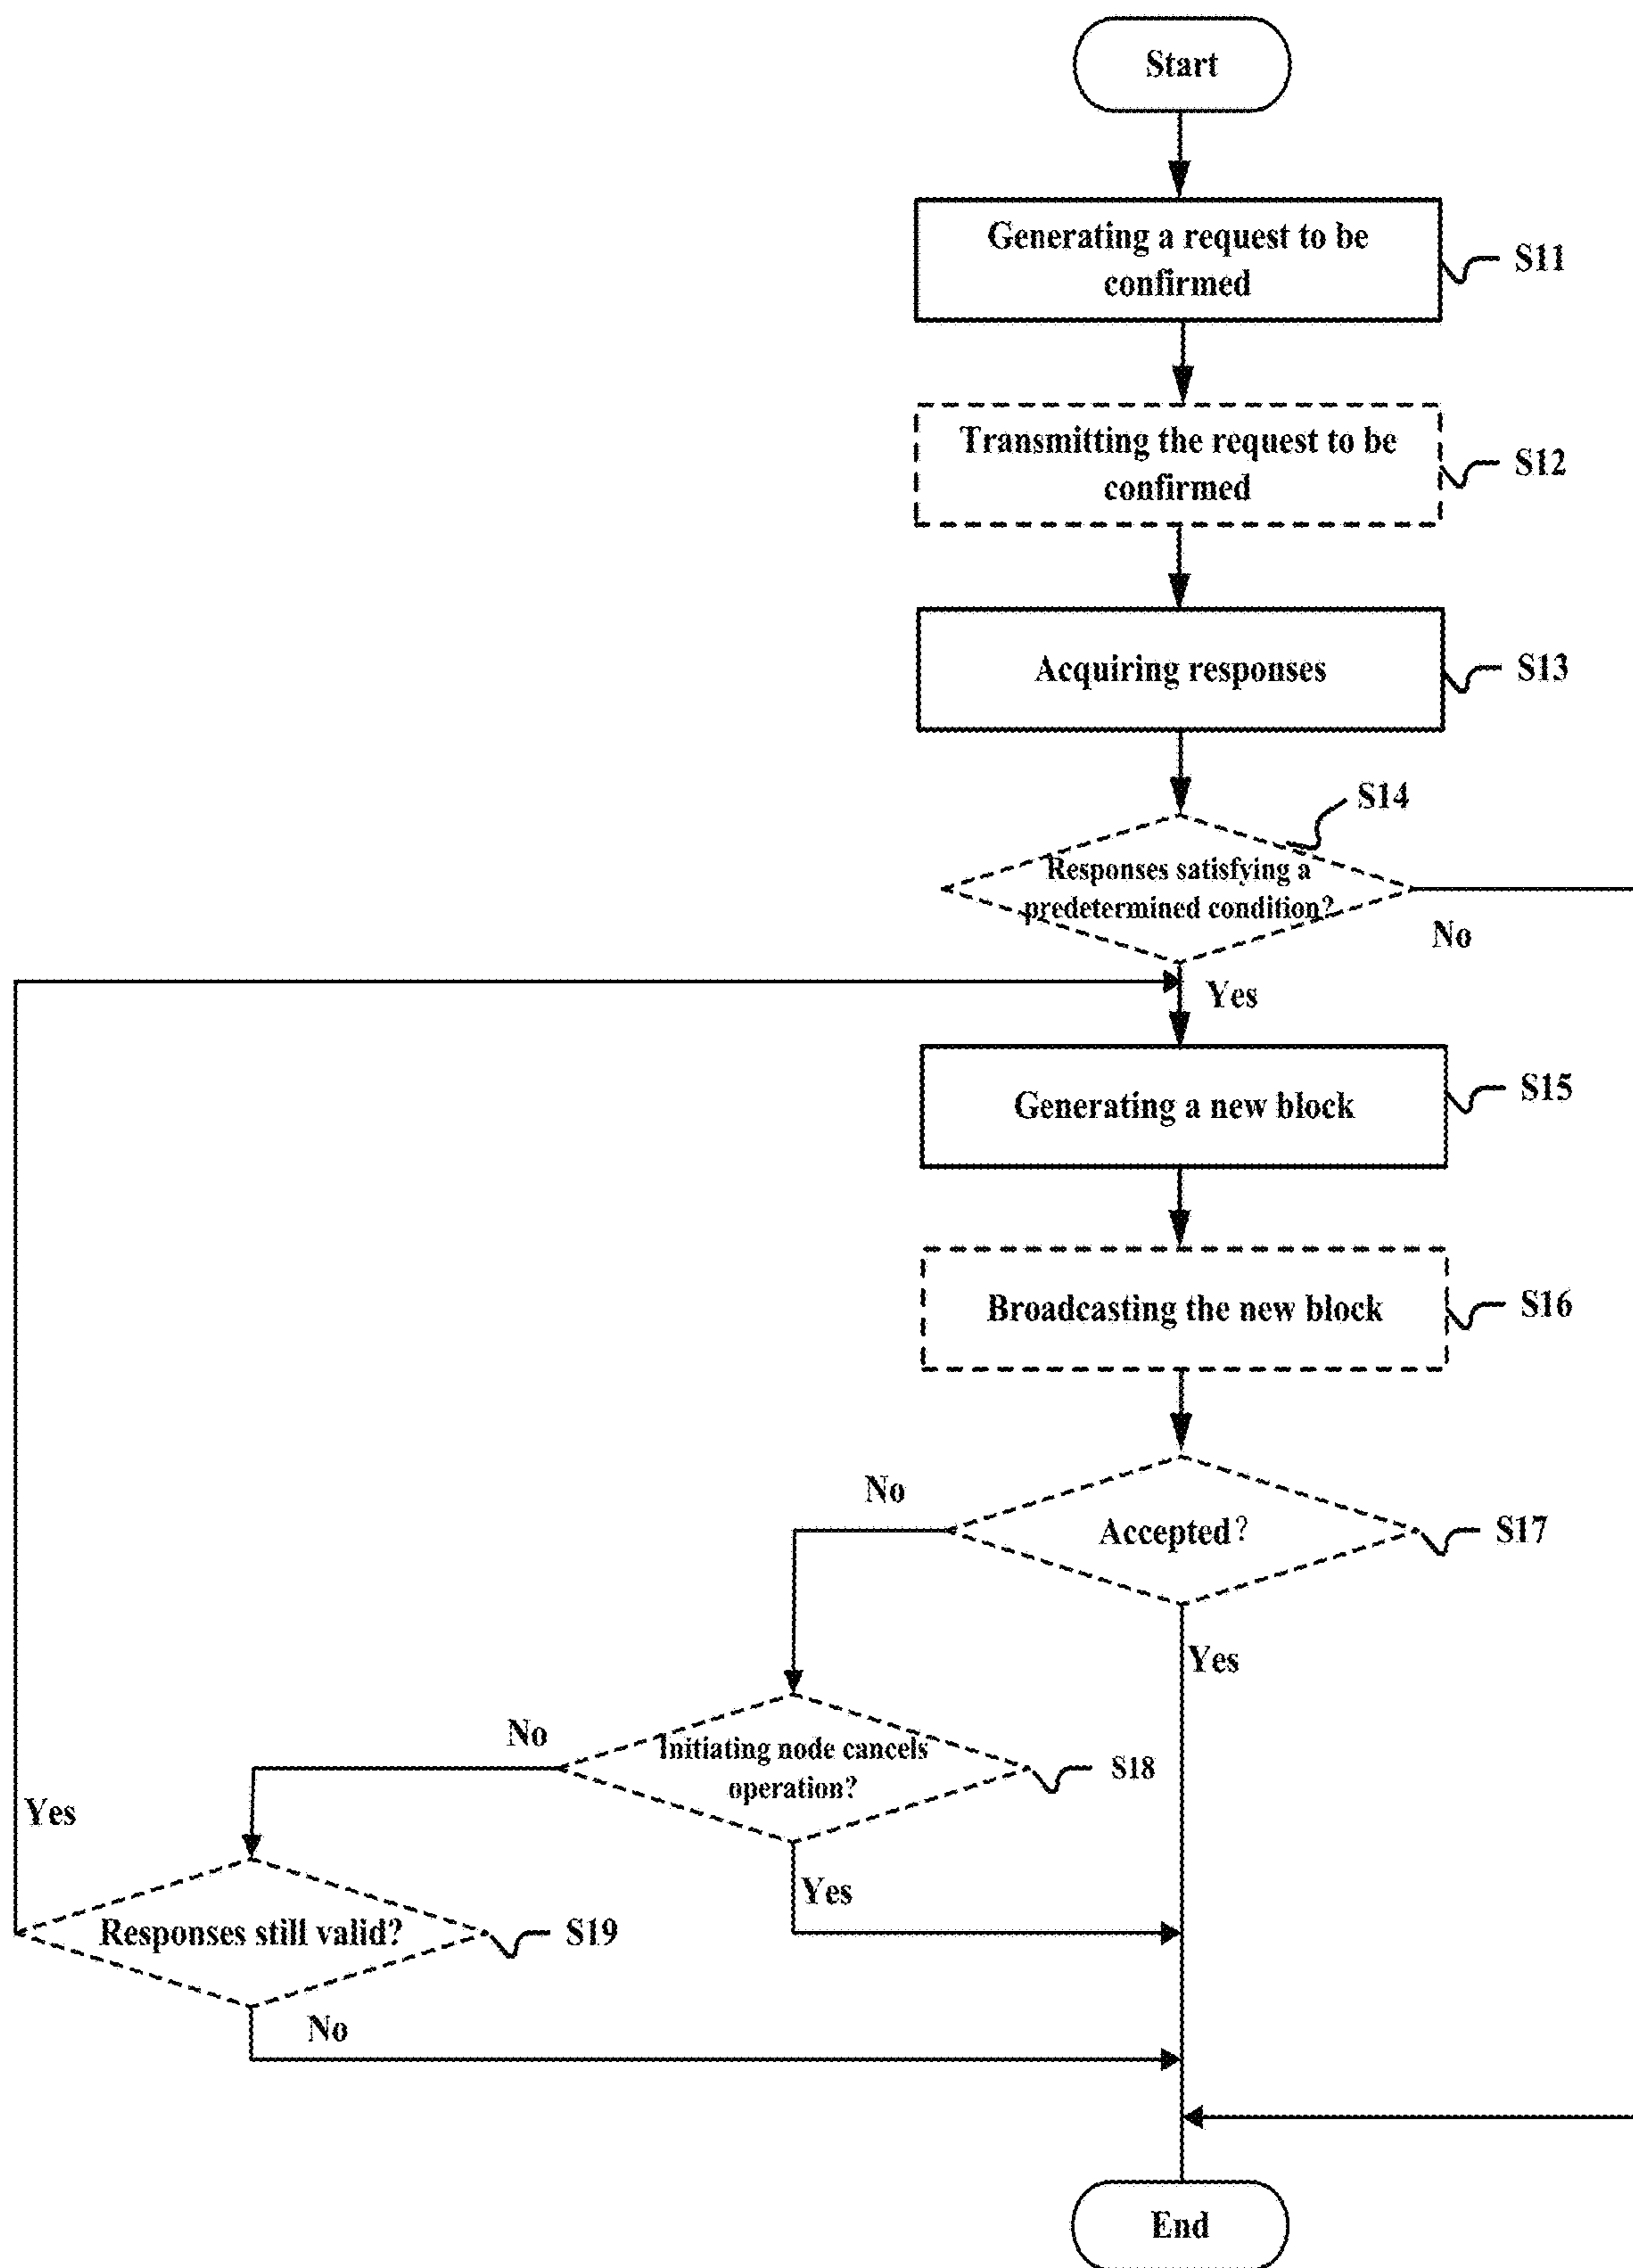 Start
Generating a request to be
confirmed
S11
Transmitting the request to be
confirmed
S12
Acquiring responses
S13
S14
Responses satisfying a
predetermined condition?
No
Yes
Generating a new block
S15
Broadcasting the new block
S16
No
Accepted?
S17
Yes
No
Initiating node cancels
operation?
S18
Yes
Yes
Responses still valid?
S19
No
End